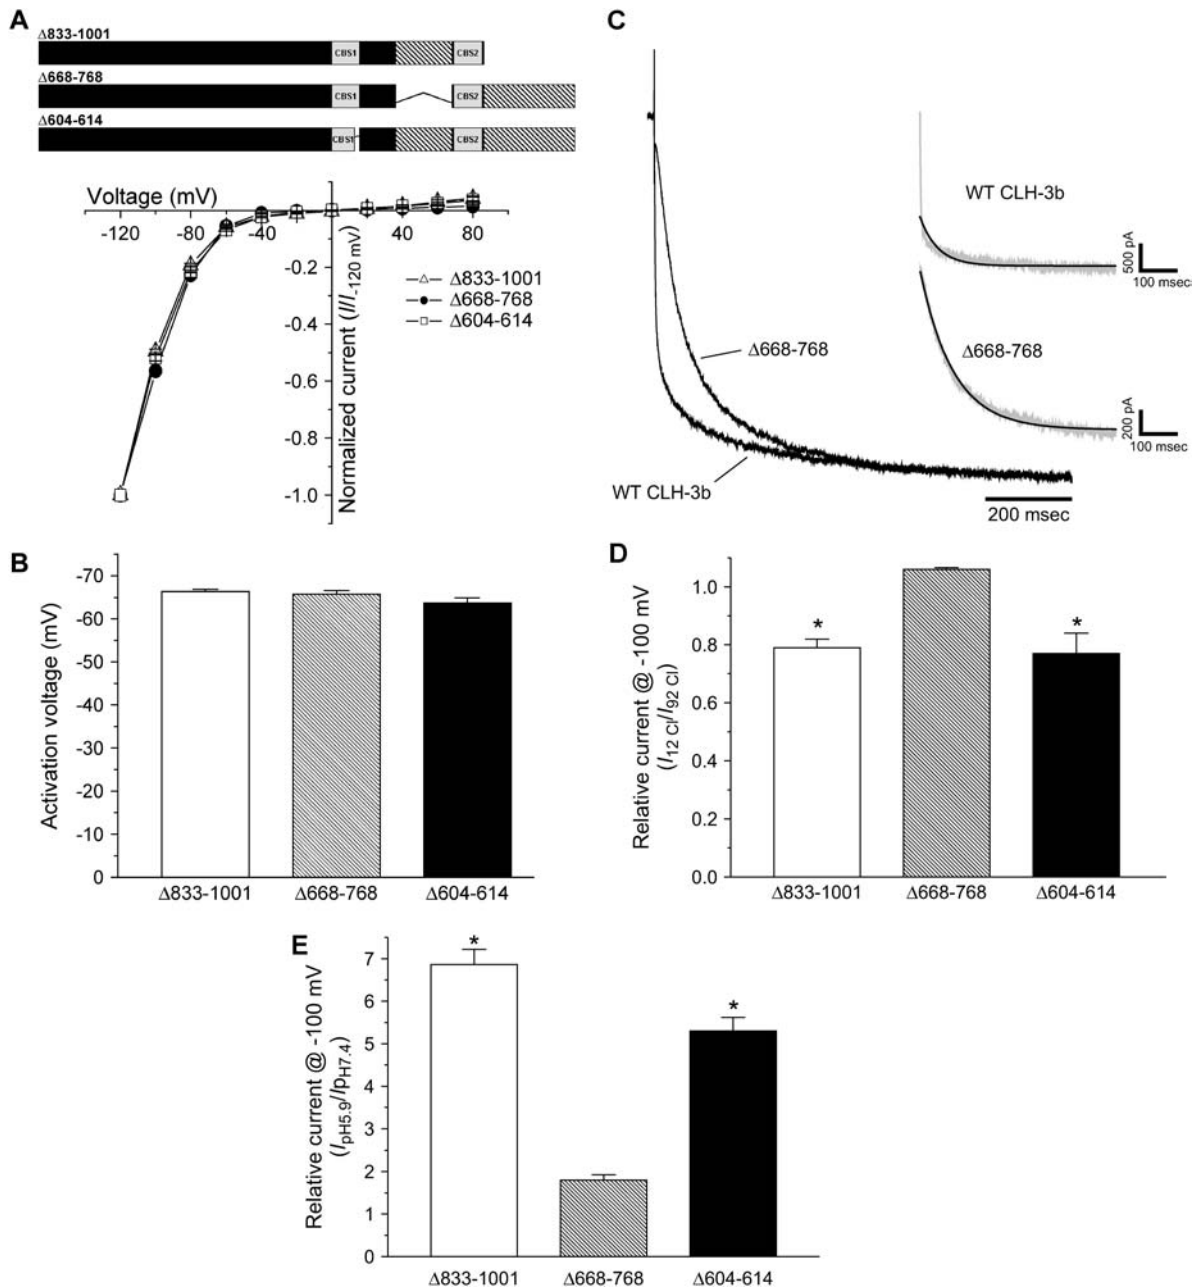 A
Δ833-1001
CBS1
CBS2
Δ668-768
CBS1
CBS2
Δ604-614
CBS1
CBS2
Voltage (mV)
-120
-80
-40
40
80
-0.2
-0.4
-0.6
-0.8
-1.0
Normalized current (I/I-120 mV)
Δ833-1001
Δ668-768
Δ604-614
C
WT CLH-3b
500 pA
100 msecs
Δ668-768
200 pA
100 msec
Δ668-768
WT CLH-3b
200 msec
B
Activation voltage (mV)
-70
-60
-50
-40
-30
-20
-10
0
Δ833-1001
Δ668-768
Δ604-614
D
Relative current @ -100 mV
(I12 Cl/I92 Cl)
1.0
0.8
0.6
0.4
0.2
0.0
*
*
Δ833-1001
Δ668-768
Δ604-614
E
Relative current @ -100 mV
(IpH5.9/IpH7.4)
7
6
5
4
3
2
1
0
*
*
Δ833-1001
Δ668-768
Δ604-614